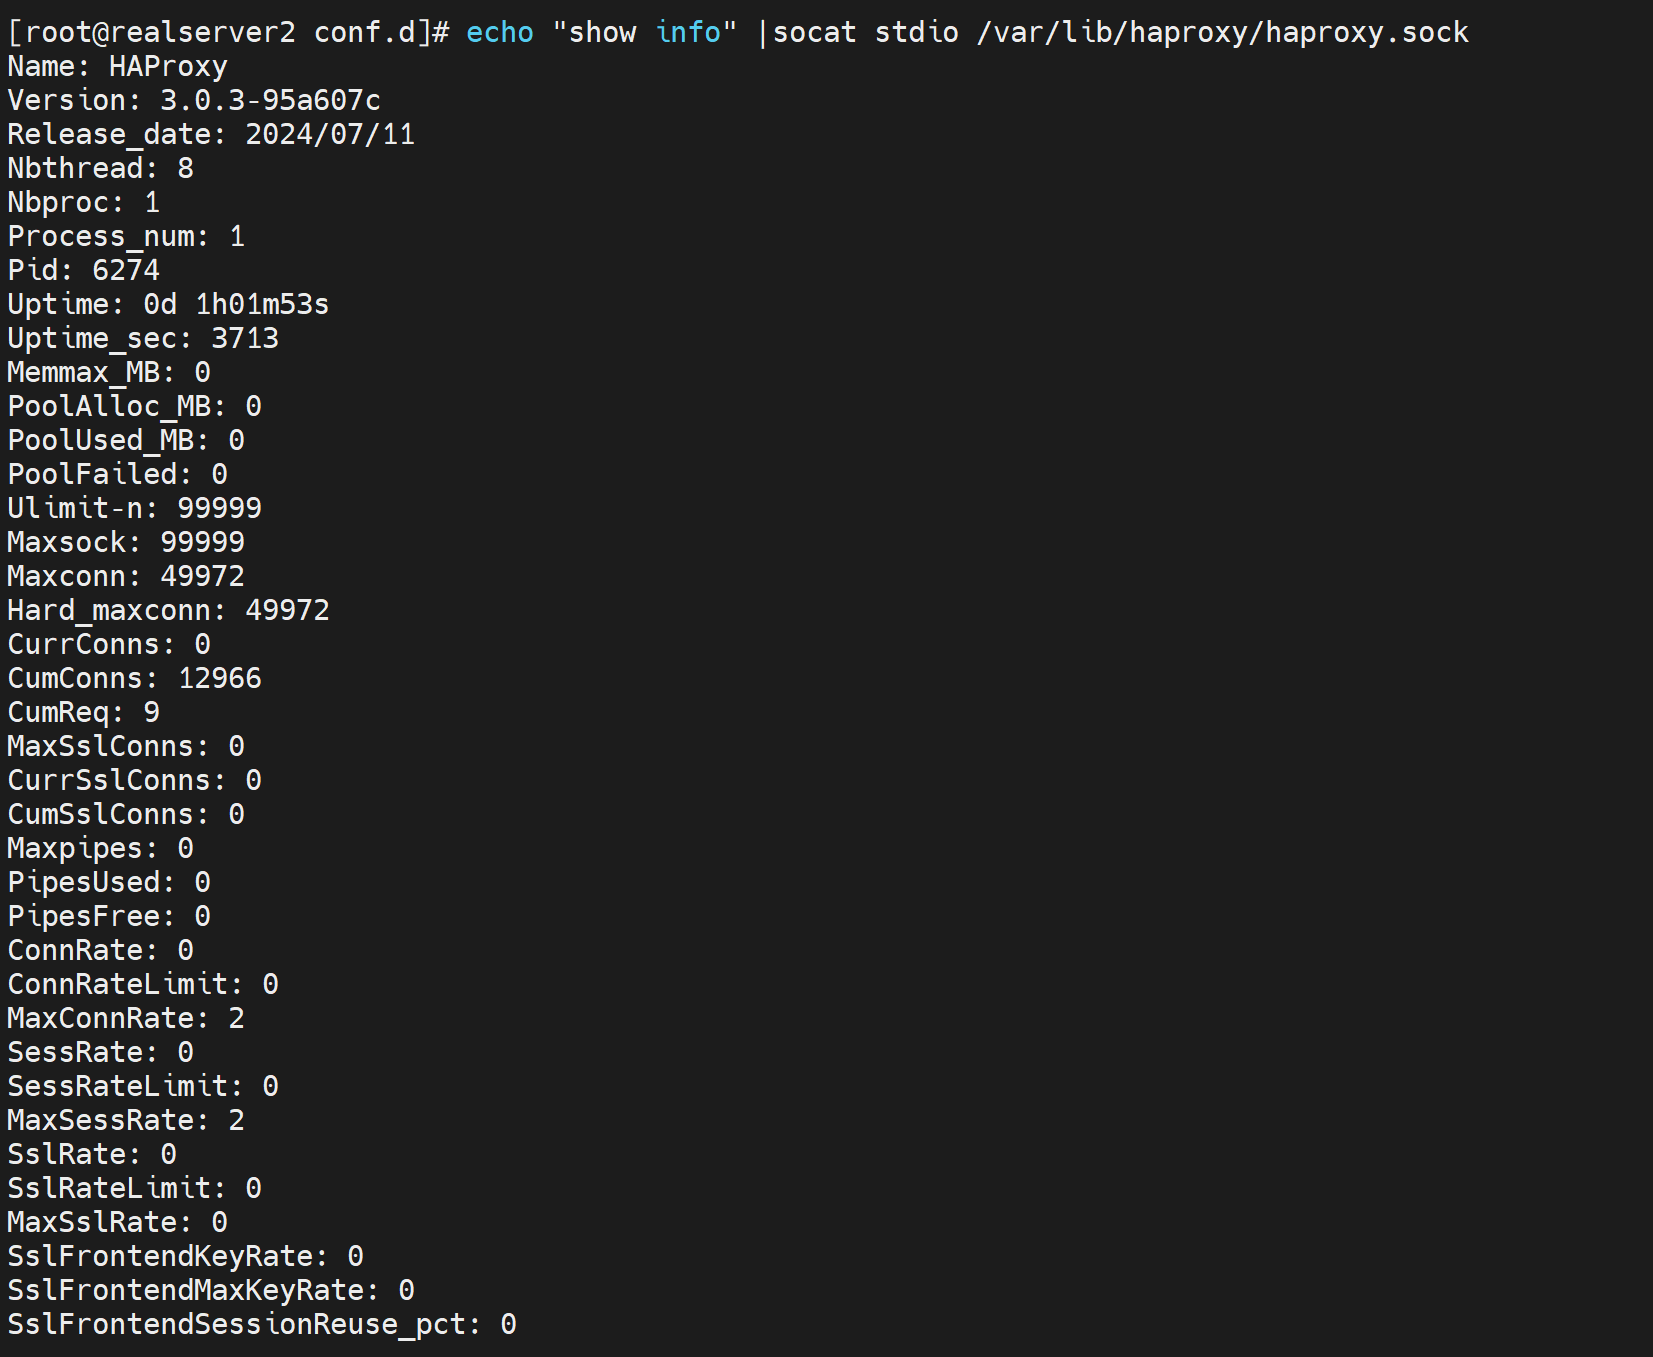 [root@realserver2 conf.d]# echo "show info" |socat stdio /var/lib/haproxy/haproxy.sock
Name: HAProxy
Version: 3.0.3-95a607c
Release_date: 2024/07/11
Nbthread: 8
Nbproc: 1
Process_num: 1
Pid: 6274
Uptime: 0d 1h01m53s
Uptime_sec: 3713
Memmax_MB: 0
PoolAlloc_MB: 0
PoolUsed_MB: 0
PoolFailed: 0
Ulimit-n: 99999
Maxsock: 99999
Maxconn: 49972
Hard_maxconn: 49972
CurrConns: 0
CumConns: 12966
CumReq: 9
MaxSslConns: 0
CurrSslConns: 0
CumSslConns: 0
Maxpipes: 0
PipesUsed: 0
PipesFree: 0
ConnRate: 0
ConnRateLimit: 0
MaxConnRate: 2
SessRate: 0
SessRateLimit: 0
MaxSessRate: 2
SslRate: 0
SslRateLimit: 0
MaxSslRate: 0
SslFrontendKeyRate: 0
SslFrontendMaxKeyRate: 0
SslFrontendSessionReuse_pct: 0